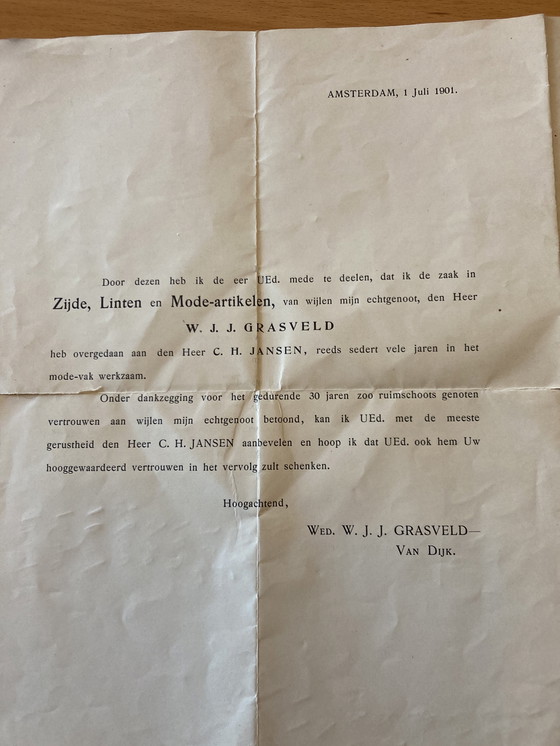 AMSTERDAM, 1 Juli 1901.
Door dezen heb ik de eer UEd. mede te deelen, dat ik de zaak in
Zijde, Linten en Mode-artikelen, van wijlen mijn echtgenoot, den Heer
W. J. J. GRASVELD
heb overgedaan aan den Heer C. H. JANSEN, reeds sedert vele jaren in het
mode-vak werkzaam.
Onder dankzegging voor het gedurende 30 jaren zoo ruimschoots genoten
vertrouwen aan wijlen mijn echtgenoot betoond, kan ik UEd. met de meeste
gerustheid den Heer C. H. JANSEN aanbevelen en hoop ik dat UEd. ook hem Uw
hooggewaardeerd vertrouwen in het vervolg zult schenken.
Hoogachtend,
WED. W. J. J. GRASVELD—
VAN DIJK.